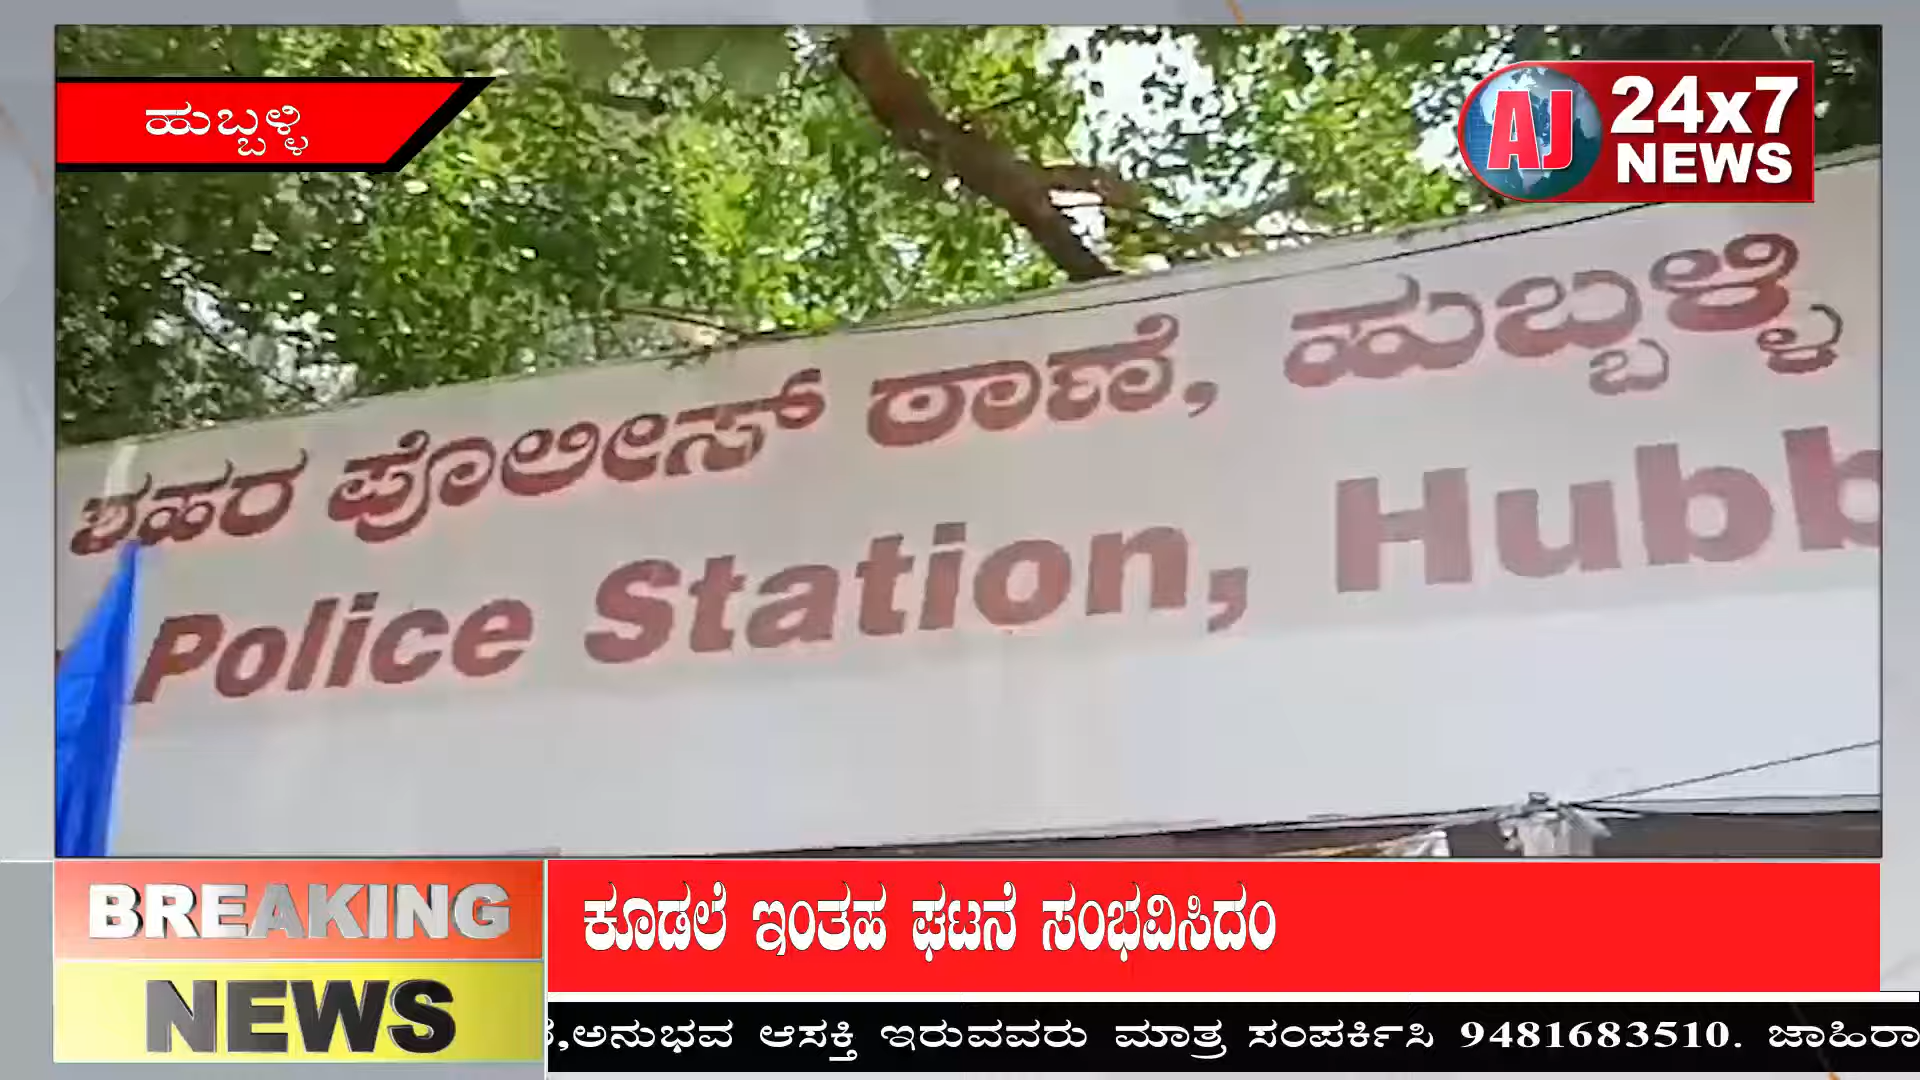 ಹುಬ್ಬಳ್ಳಿ
AJ 24x7
NEWS
ಶಹರ ಪೊಲೀಸ್ ಠಾಣೆ, ಹುಬ್ಬಳ್ಳಿ
Police Station, Hubb
BREAKING
NEWS
ಕೂಡಲೆ ಇಂತಹ ಘಟನೆ ಸಂಭವಿಸಿದಂ
,ಅನುಭವ ಆಸಕ್ತಿ ಇರುವವರು ಮಾತ್ರ ಸಂಪರ್ಕಿಸಿ 9481683510. ಜಾಹಿರಾ